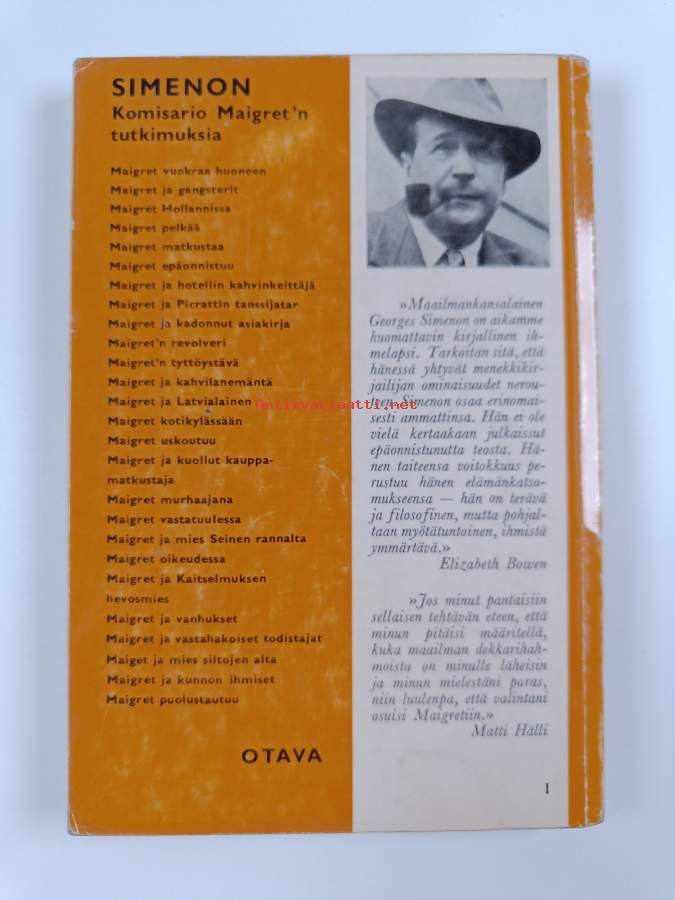 SIMENON
Komisario Maigret'n
tutkimuksia
Maigret vuokraa huoneen
Maigret ja gangsterit
Maigret Hollannissa
Maigret pelkää
Maigret matkustaa
Maigret epäonnistuu
Maigret ja hotellin kahvinkeittäjä
Maigret ja Picrattin tanssijatar
Maigret ja kadonnut asiakirja
Maigret'n revolveri
Maigret'n tyttöystävä
Maigret ja kahvilanemäntä
Maigret ja Latvialainen
Maigret kotikylässään
Maigret uskoutuu
Maigret ja kuollut kauppa-
matkustaja
Maigret murhaajana
Maigret vastatuulessa
Maigret ja mies Seinen rannalta
Maigret oikeudessa
Maigret ja Kaitselmuksen
hevosmies
Maigret ja vanhukset
Maigret ja vastahakoiset todistajat
Maiget ja mies siltojen alta
Maigret ja kunnon ihmiset
Maigret puolustautuu
OTAVA
»Maailmankansalainen
Georges Simenon on aikamme
huomattavin kirjallinen ih-
melapsi. Tarkoitan sitä, että
hänessä yhtyvät menekkikir-
jailijan ominaisuudet nerou-
teen. Simenon osaa erinomai-
sesti ammattinsa. Hän ei ole
vielä kertaakaan julkaissut
epäonnistunutta teosta. Hä-
nen taiteensa voitokkuus pe-
rustuu hänen elämänkatso-
mukseensa — hän on terävä
ja filosofinen, mutta pohjal-
taan myötätuntoinen, ihmistä
ymmärtävä.»
Elizabeth Bowen
»Jos minut pantaisiin
sellaisen tehtävän eteen, että
minun pitäisi määritellä,
kuka maailman dekkarihah-
moista on minulle läheisin
ja minun mielestäni paras,
niin luulenpa, että valintani
osuisi Maigretiin.»
Matti Hälli
1
Antikvariaatti.net